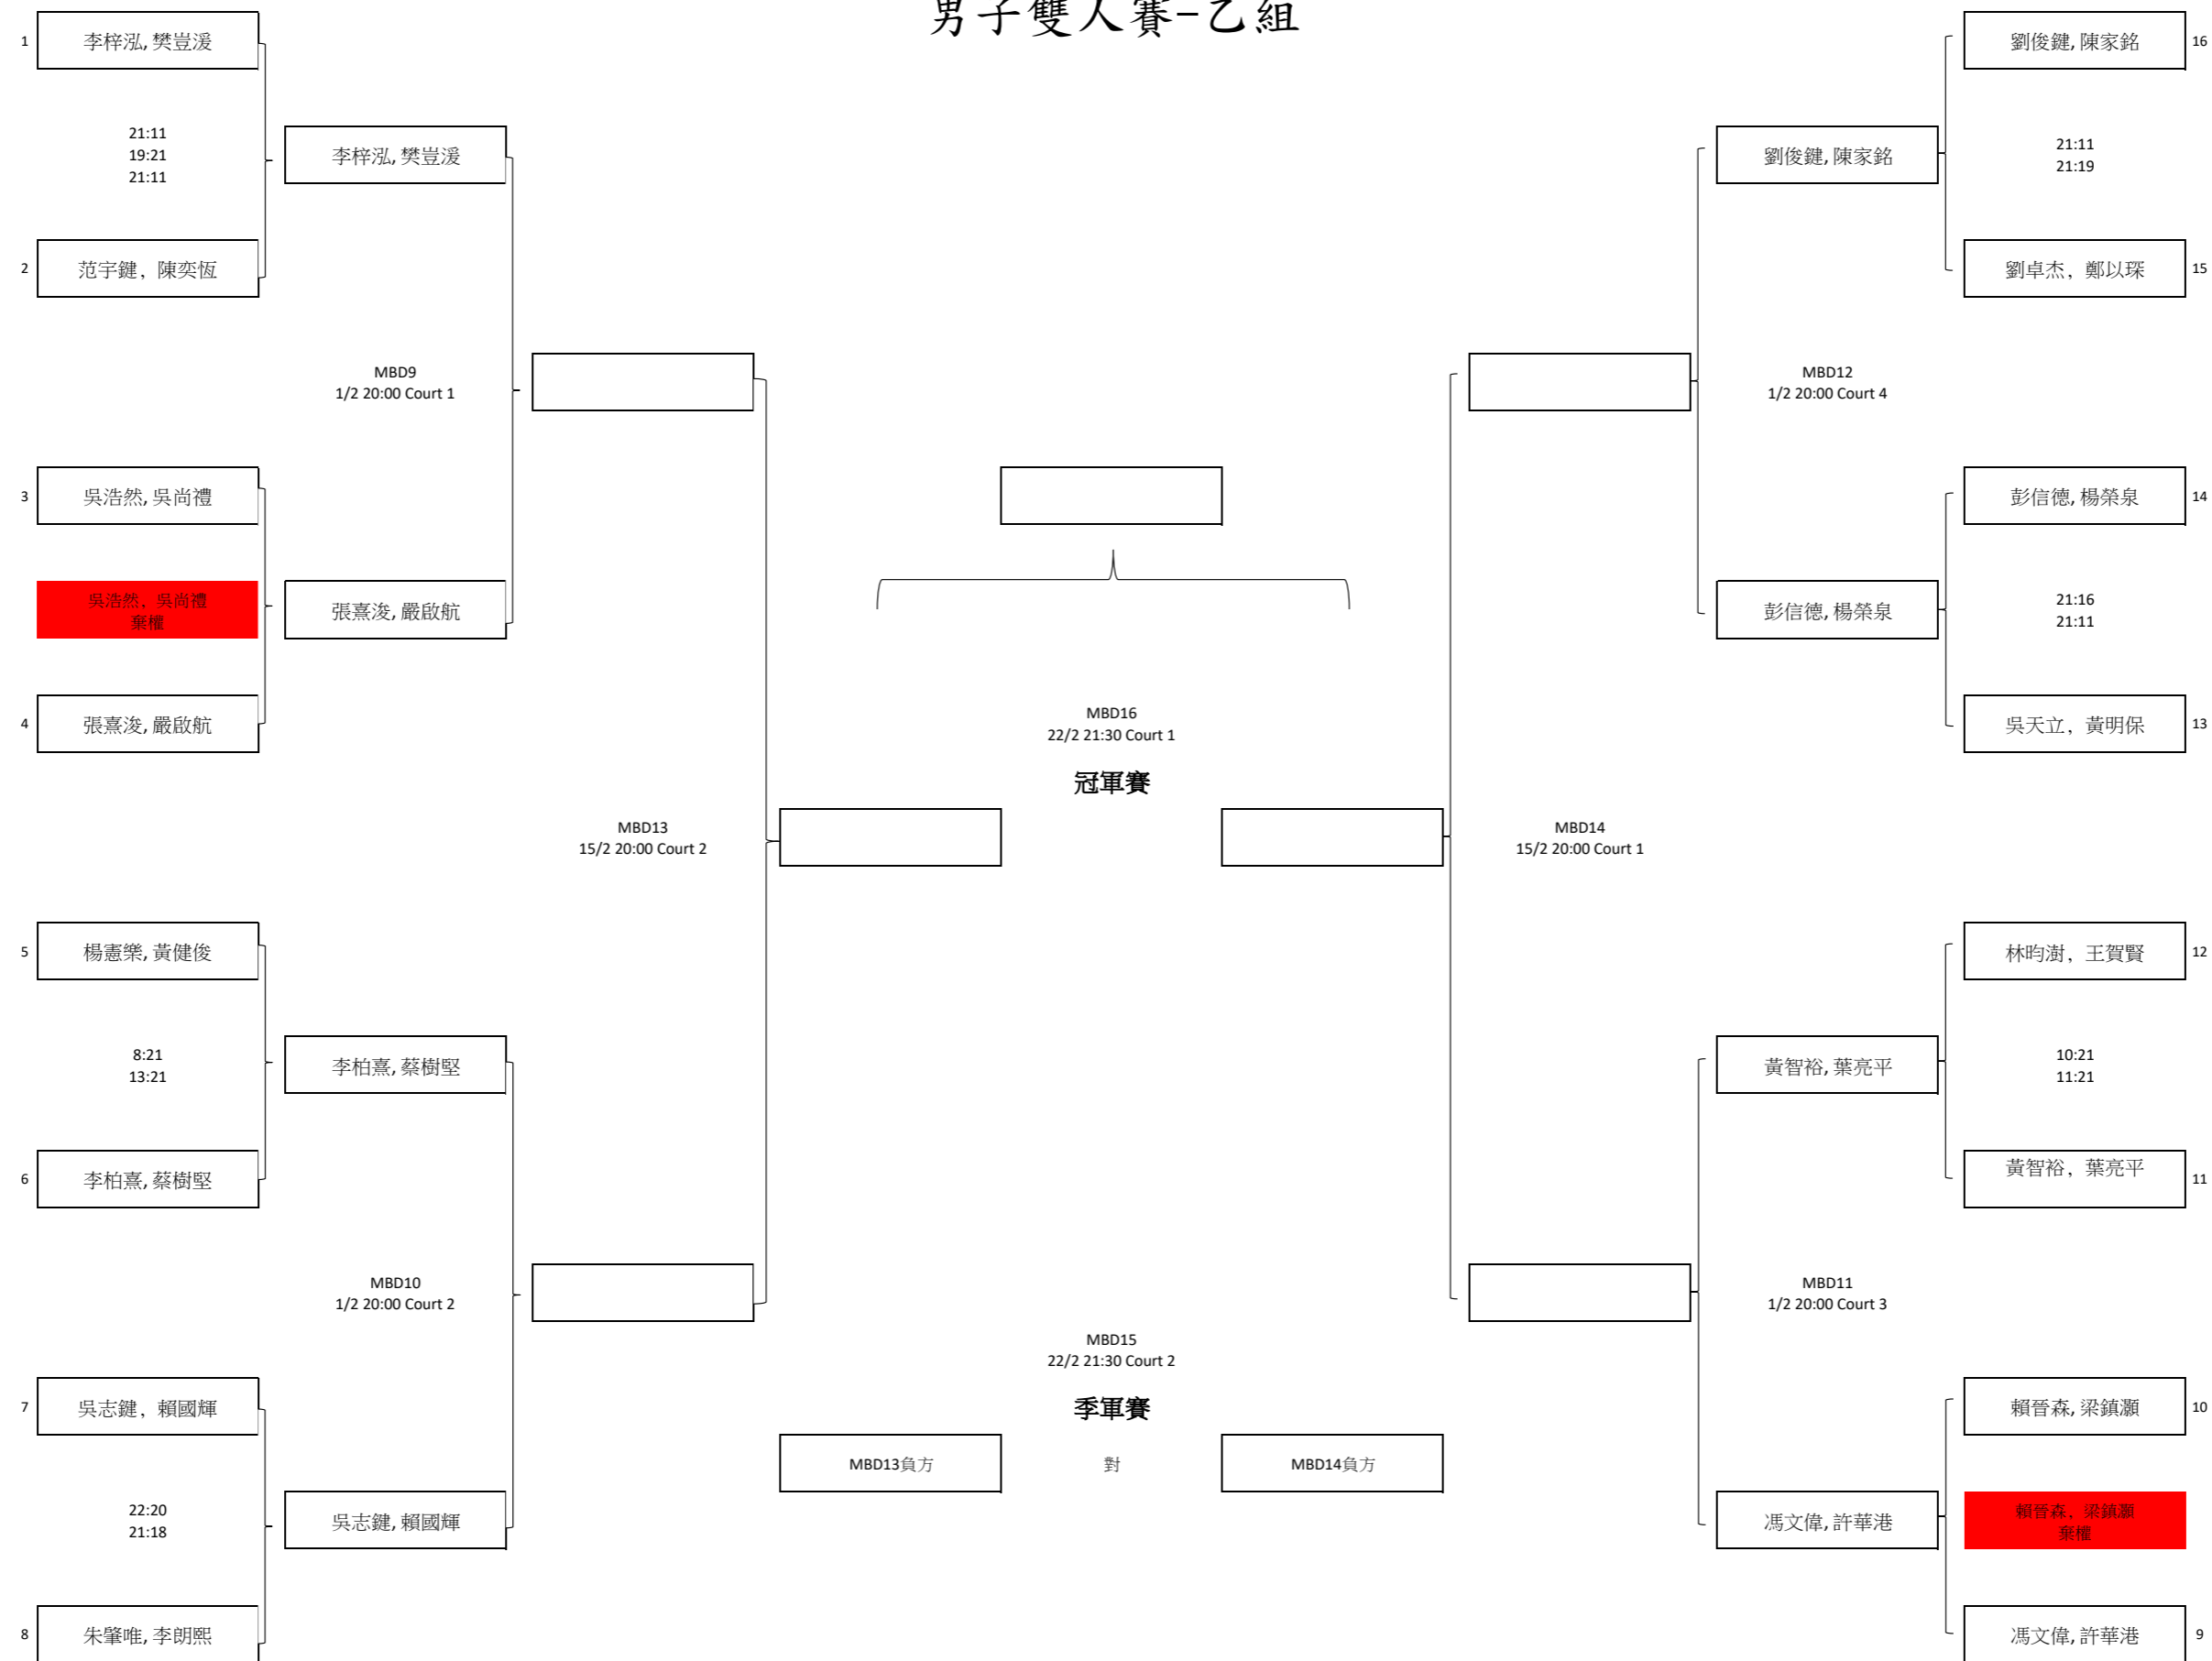 男子雙人賽-乙組
1
李梓泓, 樊豈湲
劉俊鍵, 陳家銘
16
21:11
19:21
21:11
李梓泓, 樊豈湲
劉俊鍵, 陳家銘
21:11
21:19
2
范宇鍵, 陳奕恆
劉卓杰, 鄭以琛
15
MBD9
1/2 20:00 Court 1
MBD12
1/2 20:00 Court 4
3
吳浩然, 吳尚禮
彭信德, 楊榮泉
14
吳浩然, 吳尚禮
棄權
張熹浚, 嚴啟航
彭信德, 楊榮泉
21:16
21:11
4
張熹浚, 嚴啟航
MBD16
22/2 21:30 Court 1
吳天立, 黃明保
13
冠軍賽
MBD13
15/2 20:00 Court 2
MBD14
15/2 20:00 Court 1
5
楊憲樂, 黃健俊
林昀澍, 王賀賢
12
8:21
13:21
李柏熹, 蔡樹堅
黃智裕, 葉亮平
10:21
11:21
6
李柏熹, 蔡樹堅
黃智裕, 葉亮平
11
MBD10
1/2 20:00 Court 2
MBD11
1/2 20:00 Court 3
MBD15
22/2 21:30 Court 2
季軍賽
7
吳志鍵, 賴國輝
賴晉森, 梁鎮灝
10
MBD13負方
對
MBD14負方
22:20
21:18
吳志鍵, 賴國輝
馮文偉, 許華港
賴晉森, 梁鎮灝
棄權
8
朱肇唯, 李朗熙
馮文偉, 許華港
9